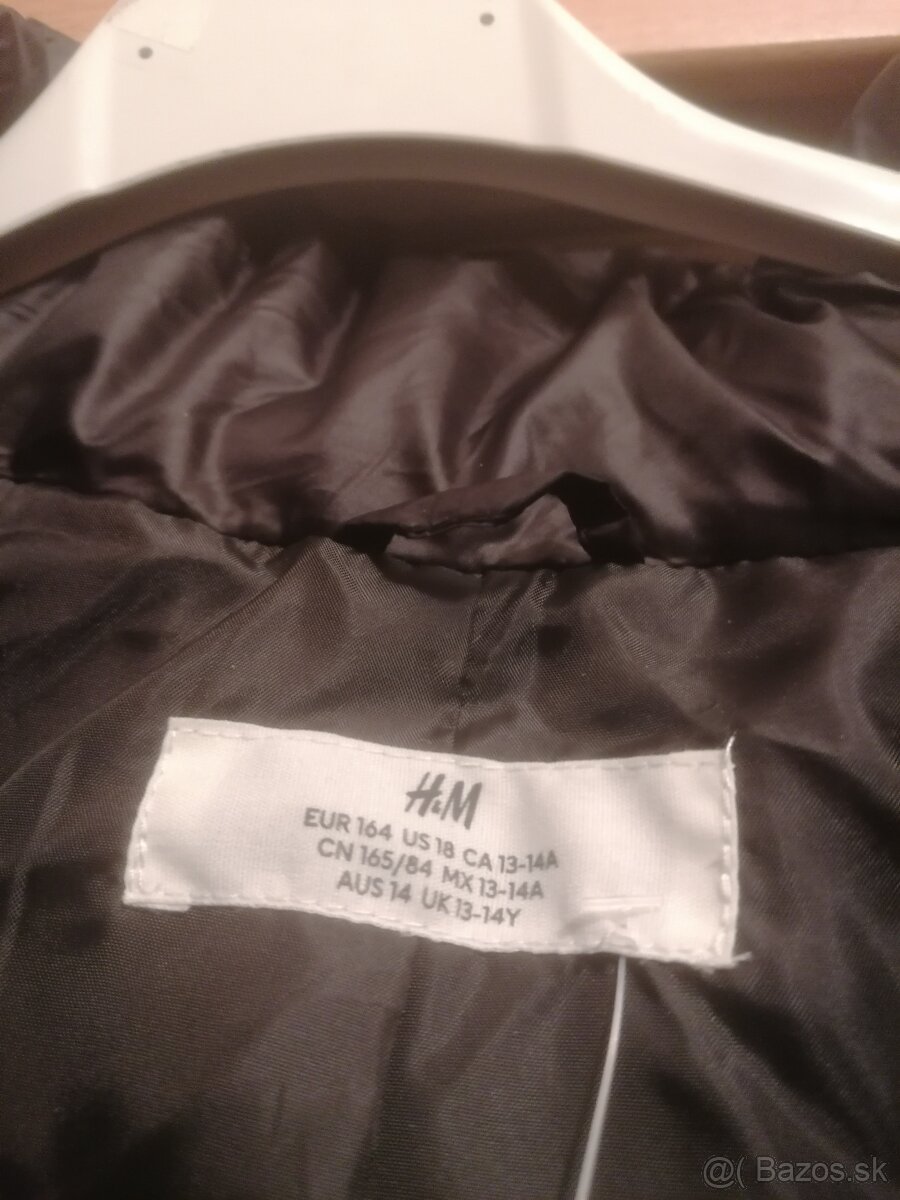 H&M
EUR 164 US 18 CA 13-14A
CN 165/84 MX 13-14A
AUS 14 UK 13-14Y
@( Bazos.sk